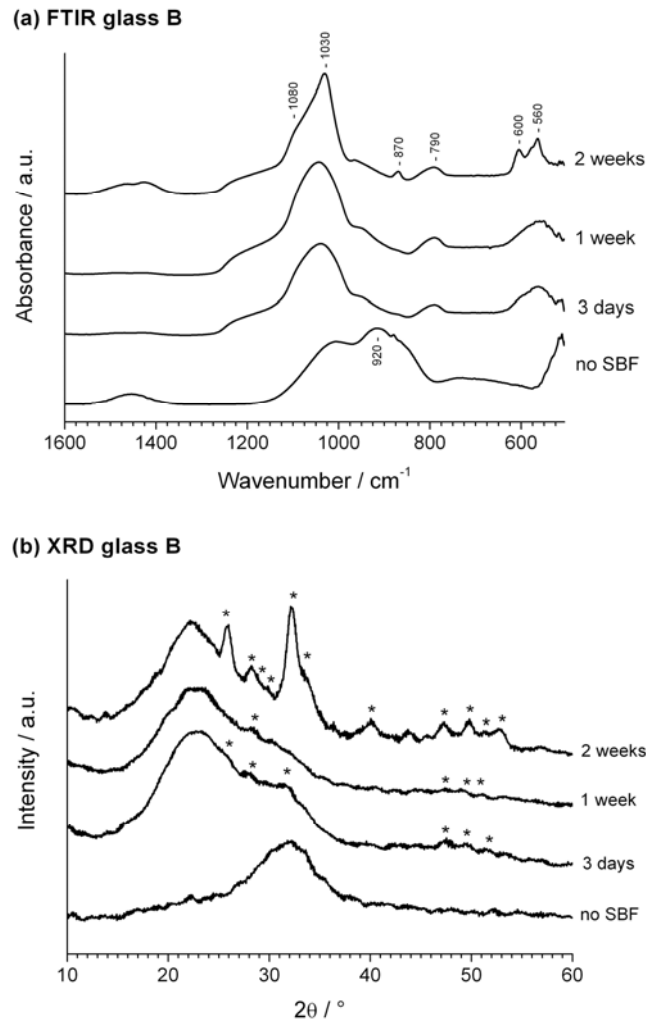 (a) FTIR glass B
- 1080
- 1030
- 870
- 790
- 600
- 560
2 weeks
1 week
3 days
920 -
no SBF
Absorbance / a.u.
1600 1400 1200 1000 800 600
Wavenumber / cm⁻¹
(b) XRD glass B
* * * * * * * * * * * * *
2 weeks
* * * *
1 week
* * * * * *
3 days
no SBF
Intensity / a.u.
10 20 30 40 50 60
2θ / °